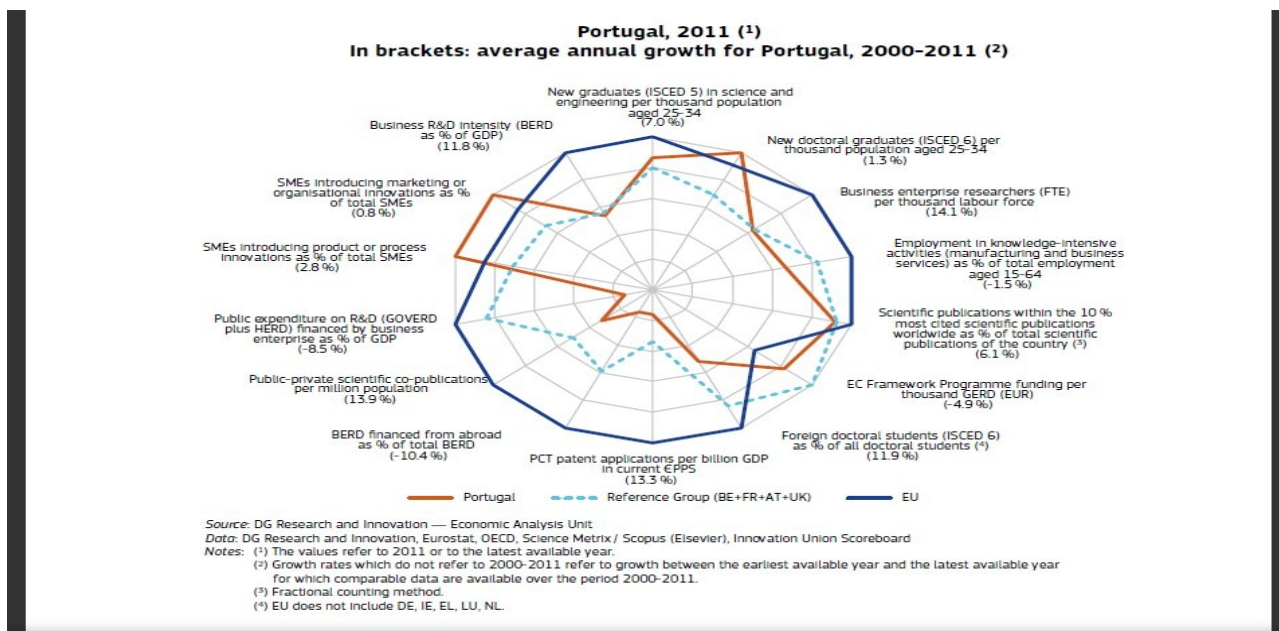 Portugal, 2011 (¹)
In brackets: average annual growth for Portugal, 2000-2011 (²)
New graduates (ISCED 5) in science and
engineering per thousand population
aged 25-34
(7.0 %)
New doctoral graduates (ISCED 6) per
thousand population aged 25-34
(1.3 %)
Business enterprise researchers (FTE)
per thousand labour force
(14.1 %)
Employment in knowledge-intensive
activities (manufacturing and business
services) as % of total employment
aged 15-64
(-1.5 %)
Scientific publications within the 10 %
most cited scientific publications
worldwide as % of total scientific
publications of the country (³)
(6.1 %)
EC Framework Programme funding per
thousand GERD (EUR)
(-4.9 %)
Foreign doctoral students (ISCED 6)
as % of all doctoral students (⁴)
(11.9 %)
PCT patent applications per billion GDP
in current €PPS
(13.3 %)
BERD financed from abroad
as % of total BERD
(-10.4 %)
Public-private scientific co-publications
per million population
(13.9 %)
Public expenditure on R&D (GOVERD
plus HERD) financed by business
enterprise as % of GDP
(-8.5 %)
SMEs introducing product or process
innovations as % of total SMEs
(2.8 %)
SMEs introducing marketing or
organisational innovations as %
of total SMEs
(0.8 %)
Business R&D Intensity (BERD
as % of GDP)
(11.8 %)
Portugal
Reference Group (BE+FR+AT+UK)
EU
Source: DG Research and Innovation — Economic Analysis Unit
Data: DG Research and Innovation, Eurostat, OECD, Science Metrix / Scopus (Elsevier), Innovation Union Scoreboard
Notes: (¹) The values refer to 2011 or to the latest available year.
(²) Growth rates which do not refer to 2000-2011 refer to growth between the earliest available year and the latest available year
for which comparable data are available over the period 2000-2011.
(³) Fractional counting method.
(⁴) EU does not include DE, IE, EL, LU, NL.